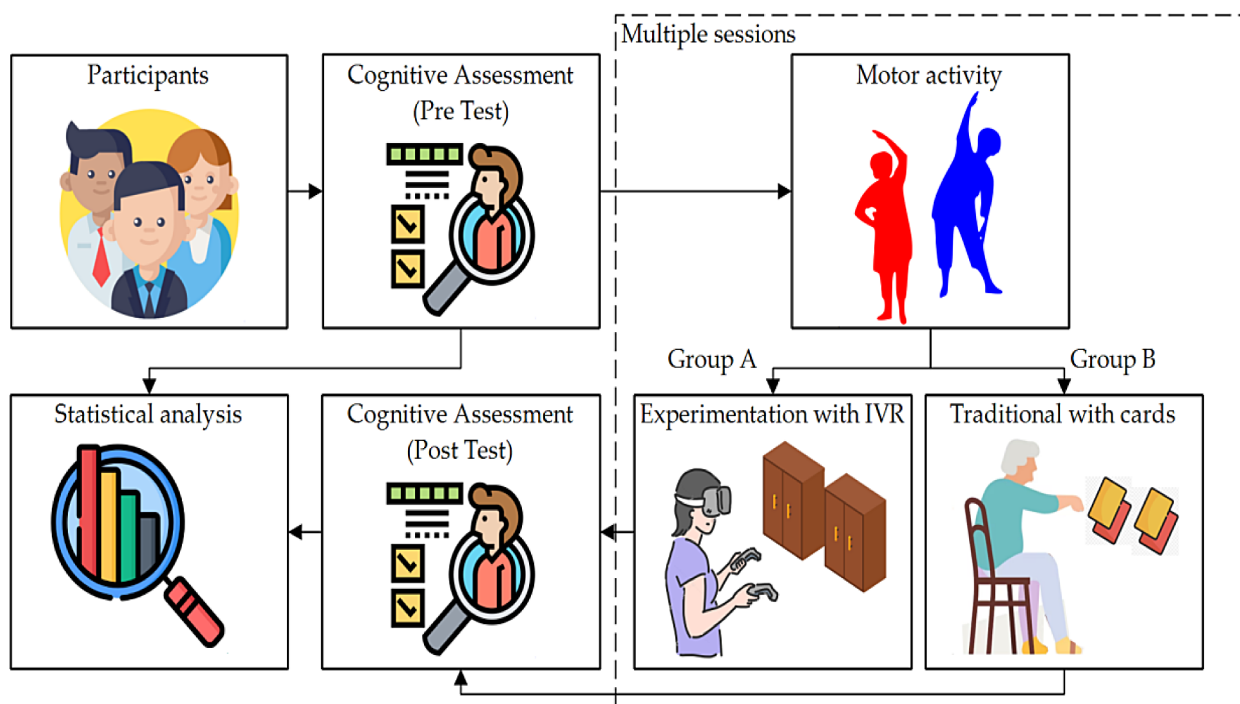 Multiple sessions
Participants
Cognitive Assessment
(Pre Test)
Motor activity
Group A
Group B
Statistical analysis
Cognitive Assessment
(Post Test)
Experimentation with IVR
Traditional with cards